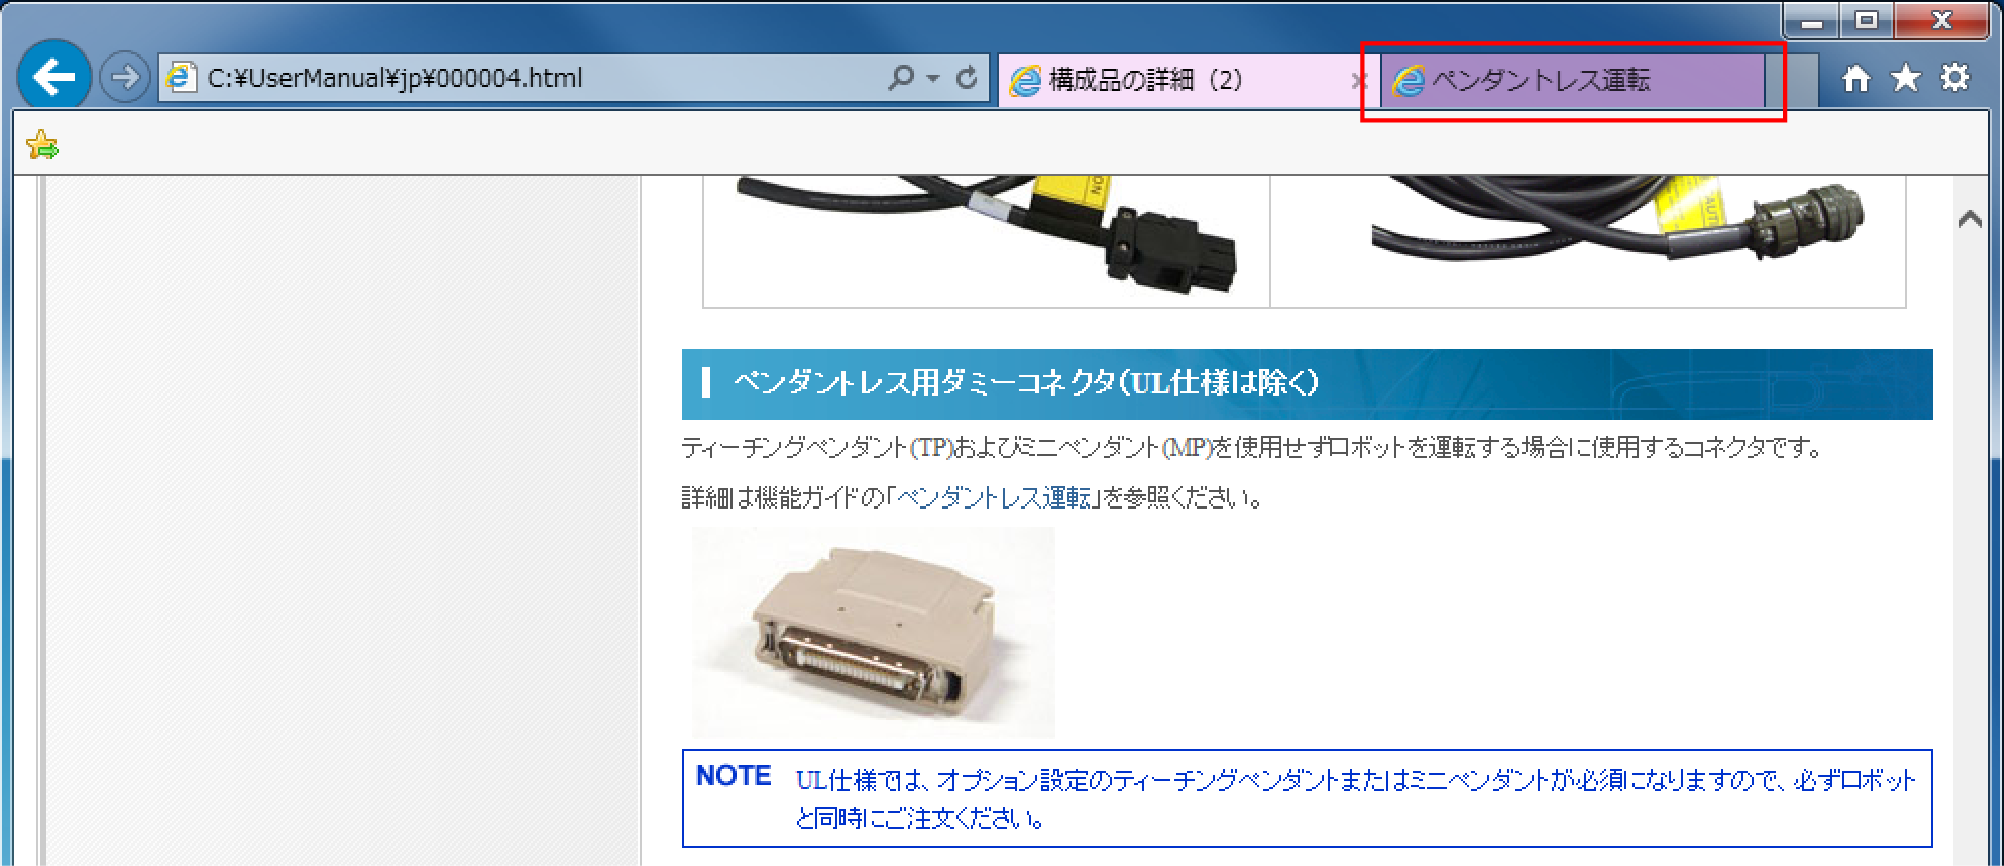 C:¥UserManual¥jp¥000004.html
構成品の詳細（2）
ペンダントレス運転
ON
AUT
ペンダントレス用ダミーコネクタ(UL仕様は除く)
ティーチングペンダント(TP)およびミニペンダント(MP)を使用せずロボットを運転する場合に使用するコネクタです。
詳細は機能ガイドの「ペンダントレス運転」を参照ください。
NOTE
UL仕様では、オプション設定のティーチングペンダントまたはミニペンダントが必須になりますので、必ずロボット
と同時にご注文ください。